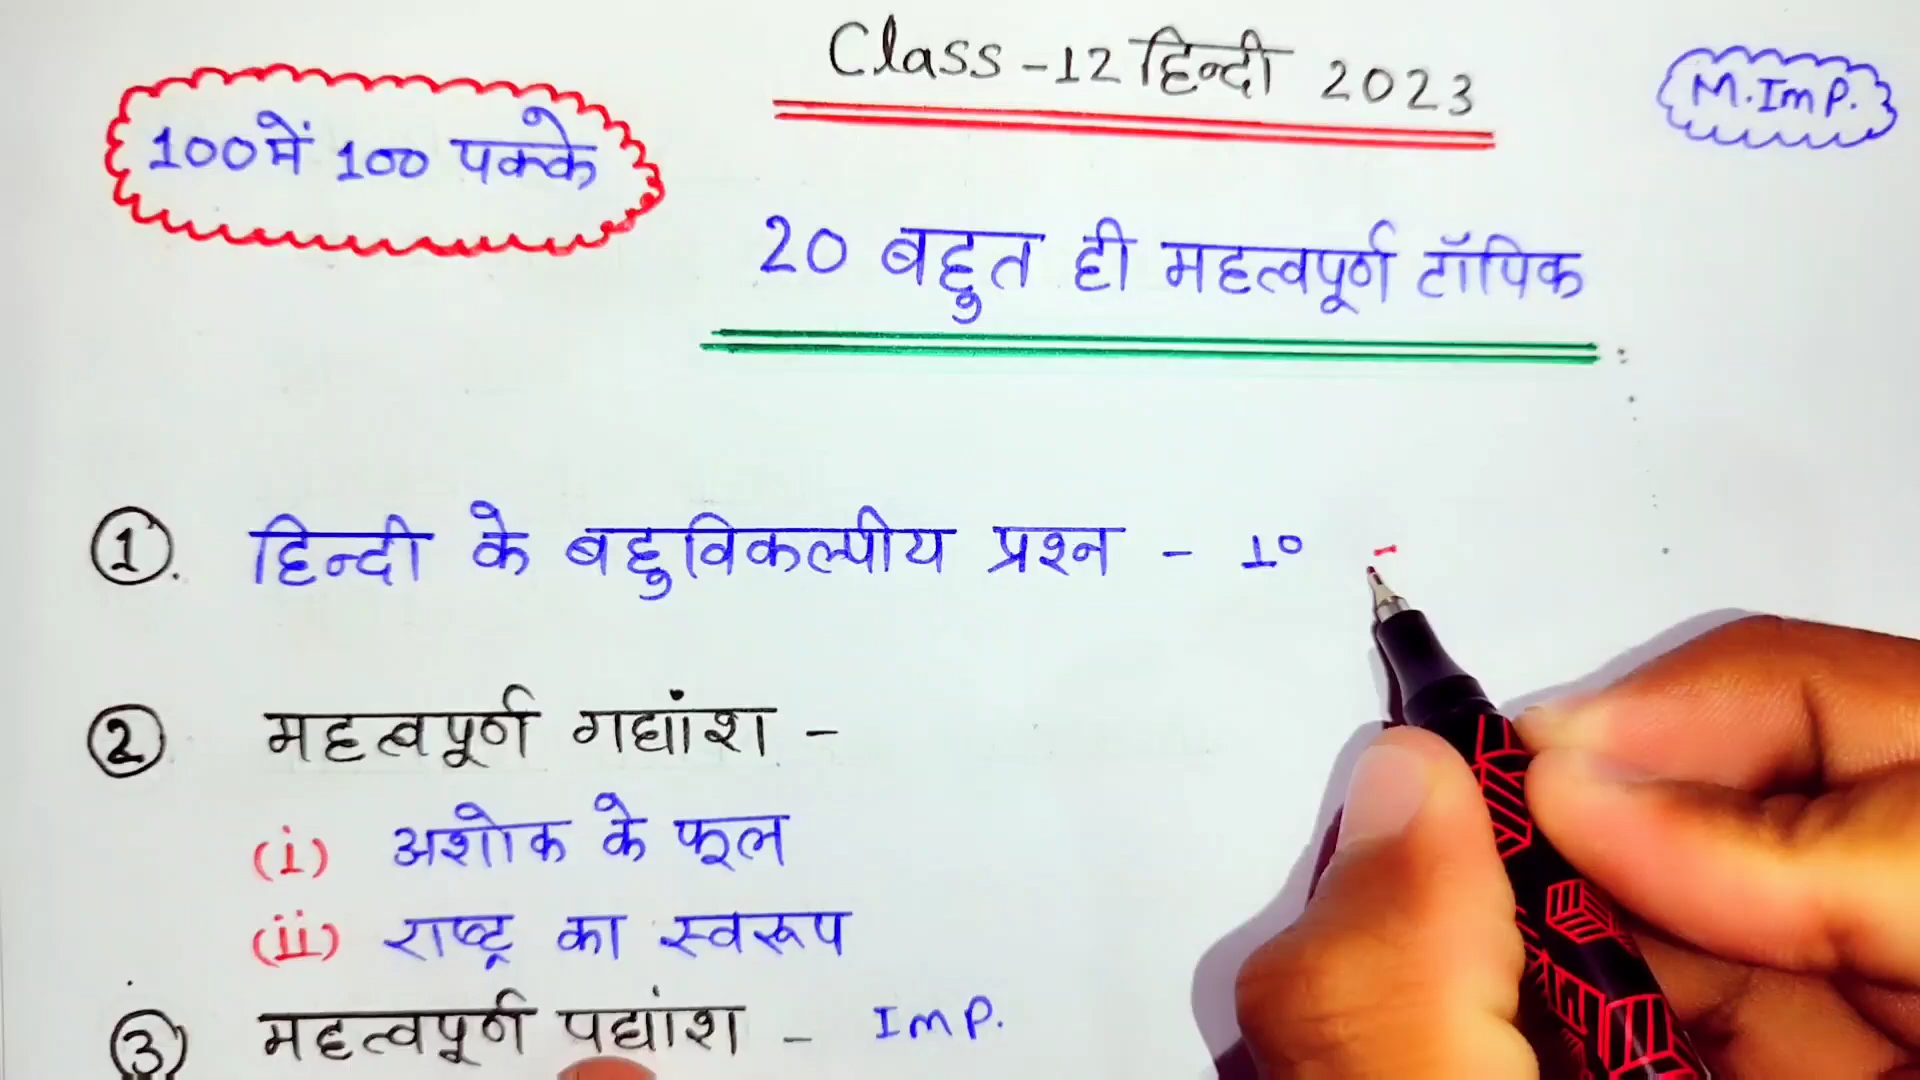 Class-12 हिन्दी 2023
M.Imp.
100 में 100 पक्के
20 बहुत ही महत्वपूर्ण टॉपिक
1. हिन्दी के बहुविकल्पीय प्रश्न - 10 -
2 महत्वपूर्ण गद्यांश -
(i) अशोक के फूल
(ii) राष्ट्र का स्वरूप
3 महत्वपूर्ण पद्यांश - Imp.